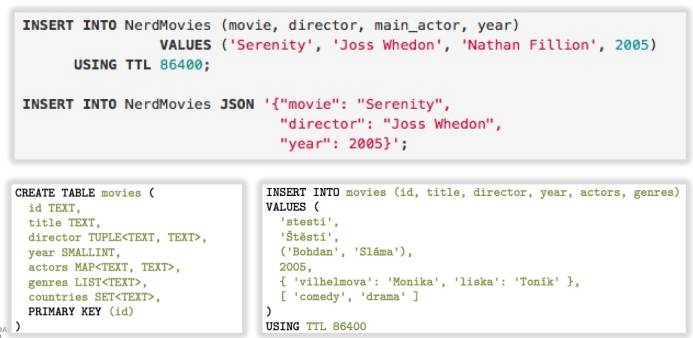 INSERT INTO NerdMovies (movie, director, main_actor, year)
VALUES ('Serenity', 'Joss Whedon', 'Nathan Fillion', 2005)
USING TTL 86400;
INSERT INTO NerdMovies JSON '{"movie": "Serenity",
"director": "Joss Whedon",
"year": 2005}';
CREATE TABLE movies (
id TEXT,
title TEXT,
director TUPLE<TEXT, TEXT>,
year SMALLINT,
actors MAP<TEXT, TEXT>,
genres LIST<TEXT>,
countries SET<TEXT>,
PRIMARY KEY (id)
)
INSERT INTO movies (id, title, director, year, actors, genres)
VALUES (
'stesti',
'Štěstí',
('Bohdan', 'Sláma'),
2005,
{ 'vilhelmova': 'Monika', 'liska': 'Toník' },
[ 'comedy', 'drama' ]
)
USING TTL 86400